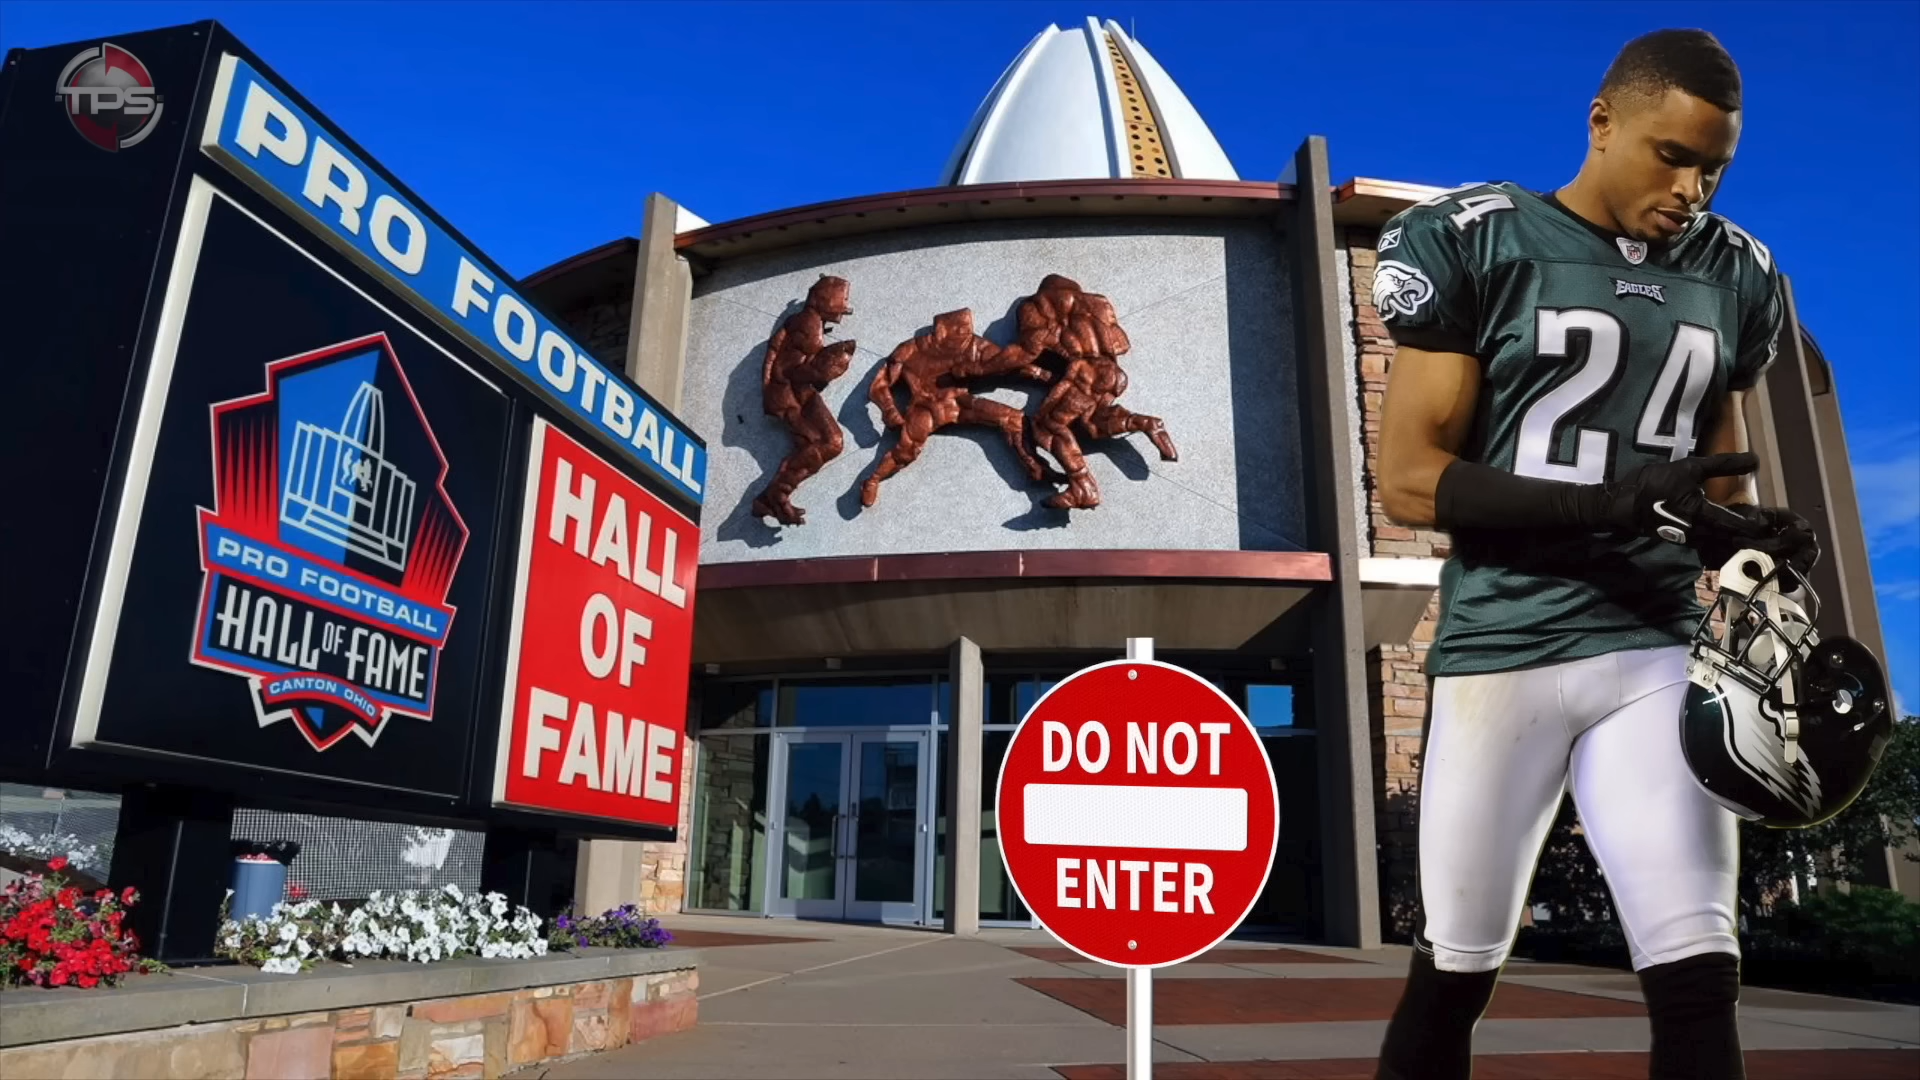 TPS
PRO FOOTBALL
PRO FOOTBALL
HALL OF FAME
CANTON OHIO
HALL
OF
FAME
DO NOT
ENTER
24
24
EAGLES
24